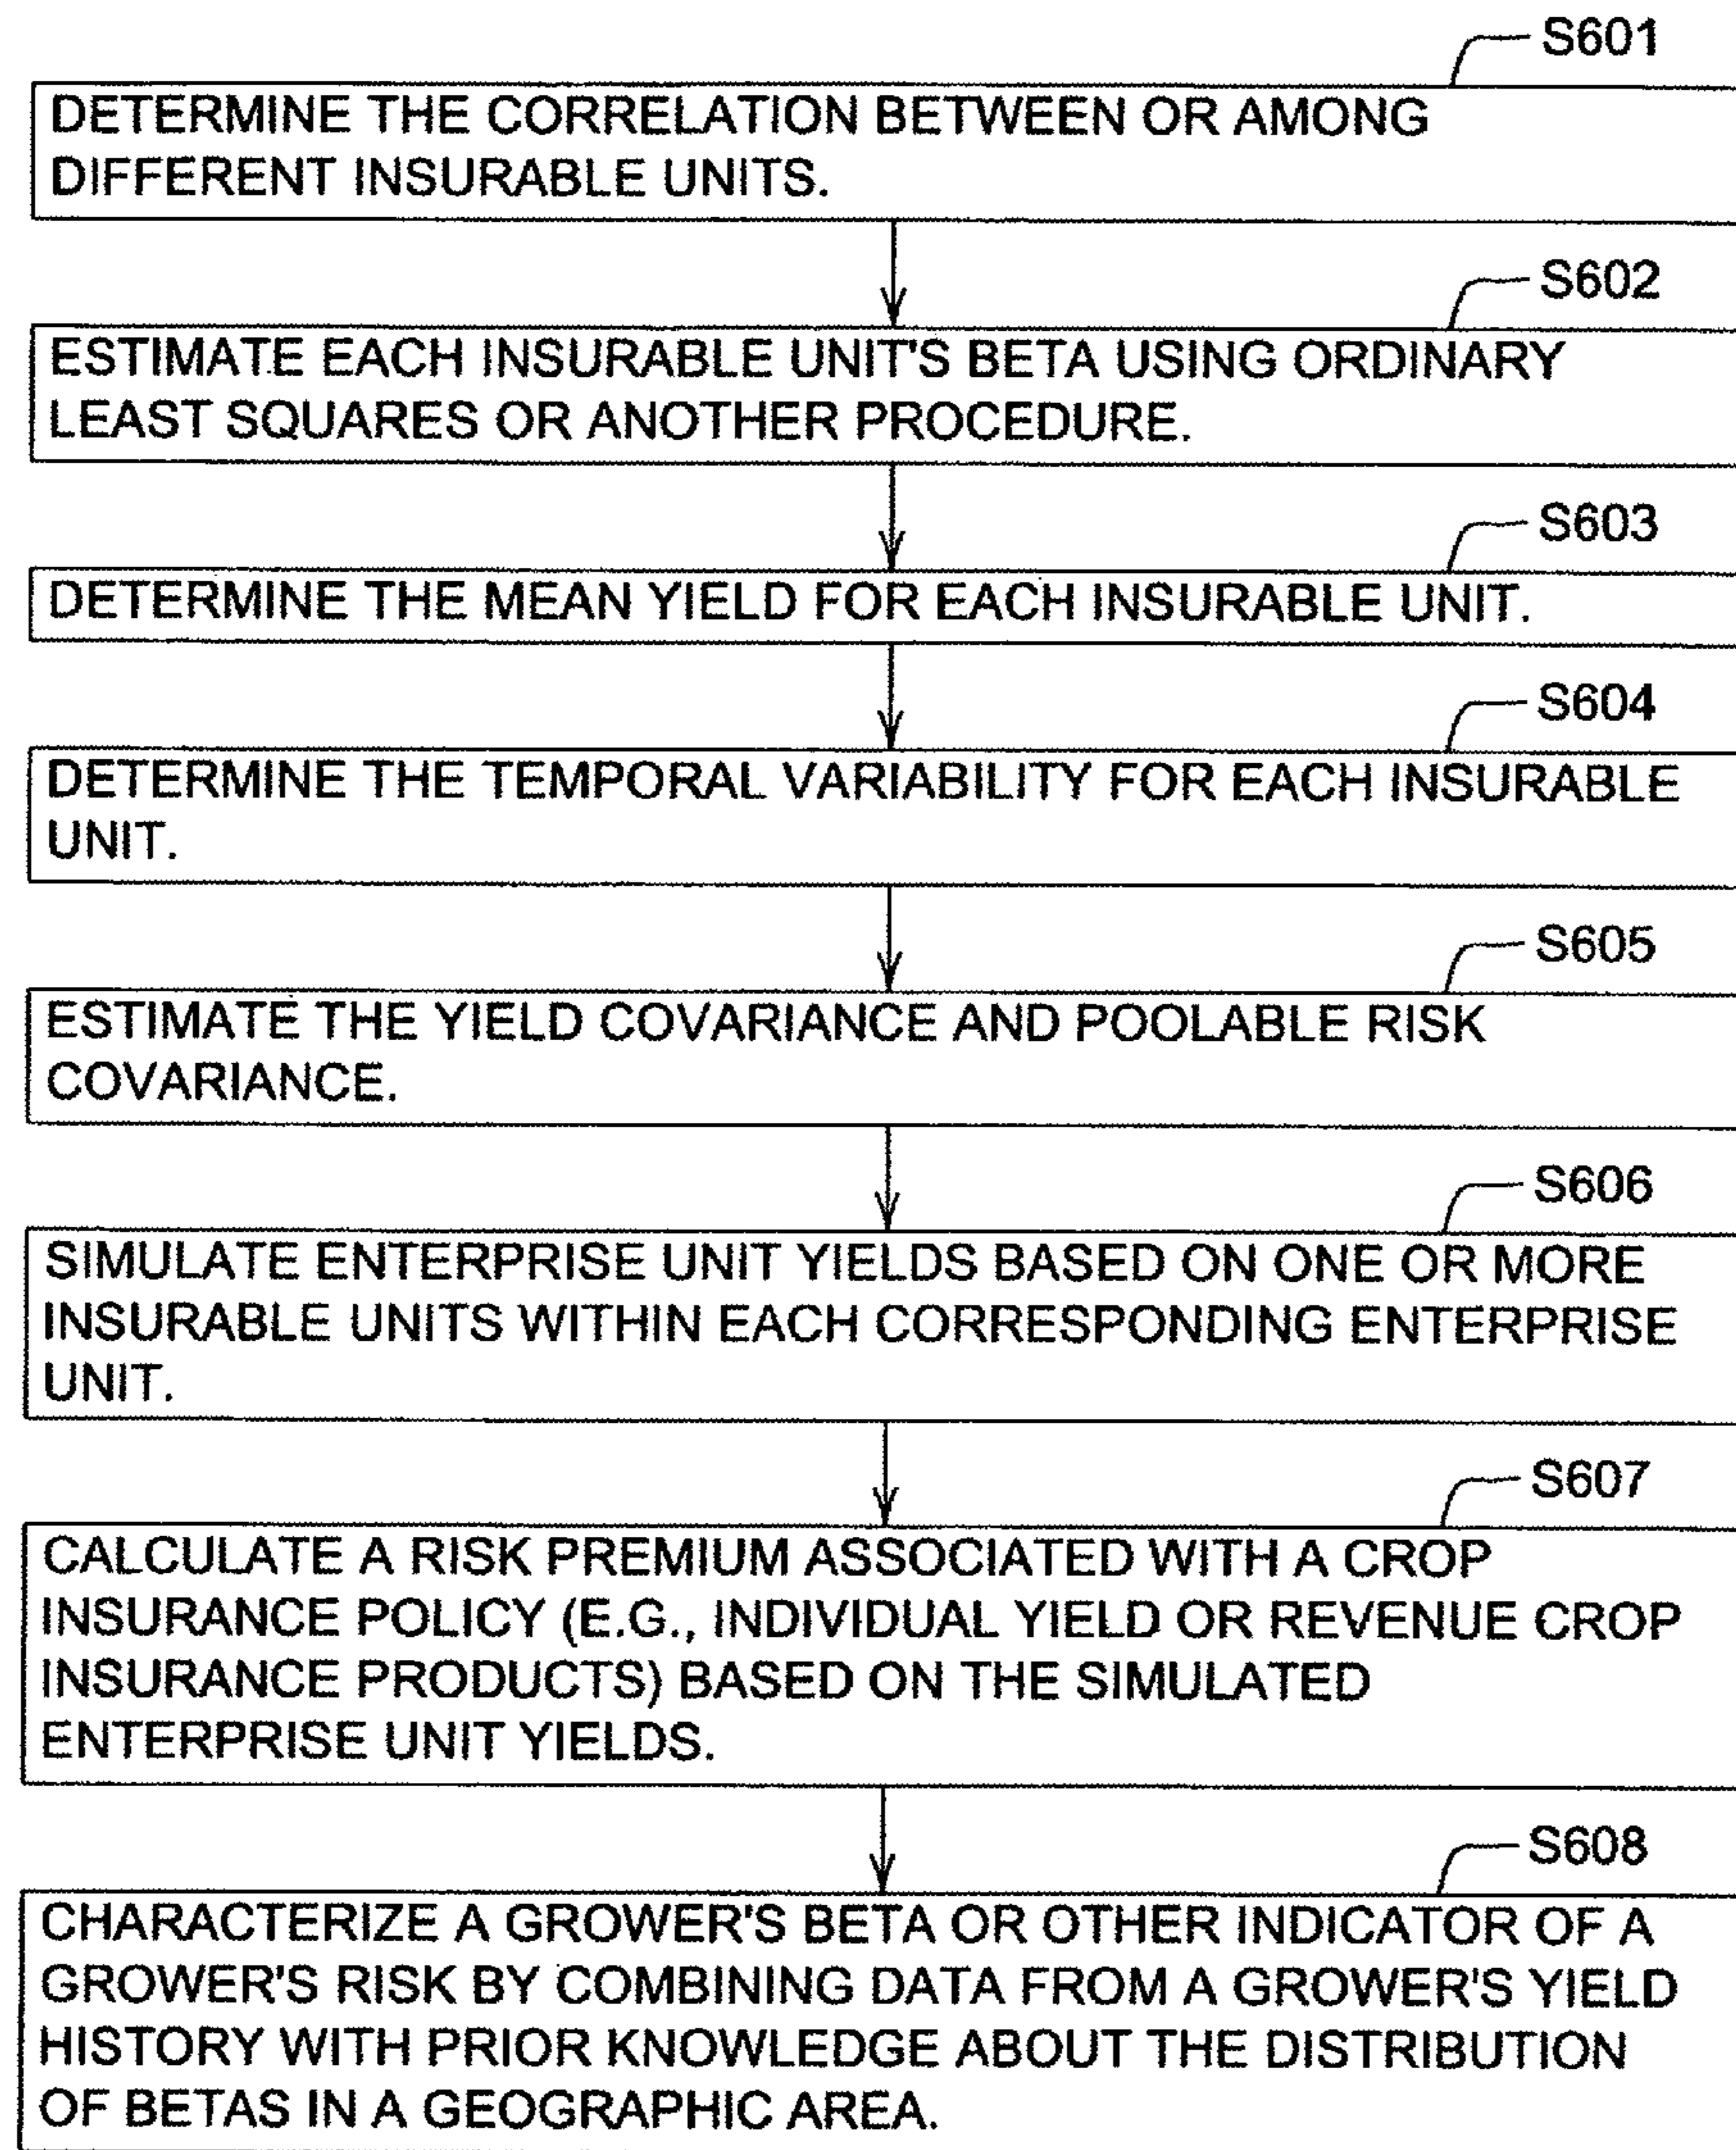 S601
DETERMINE THE CORRELATION BETWEEN OR AMONG
DIFFERENT INSURABLE UNITS.
S602
ESTIMATE EACH INSURABLE UNIT'S BETA USING ORDINARY
LEAST SQUARES OR ANOTHER PROCEDURE.
S603
DETERMINE THE MEAN YIELD FOR EACH INSURABLE UNIT.
S604
DETERMINE THE TEMPORAL VARIABILITY FOR EACH INSURABLE
UNIT.
S605
ESTIMATE THE YIELD COVARIANCE AND POOLABLE RISK
COVARIANCE.
S606
SIMULATE ENTERPRISE UNIT YIELDS BASED ON ONE OR MORE
INSURABLE UNITS WITHIN EACH CORRESPONDING ENTERPRISE
UNIT.
S607
CALCULATE A RISK PREMIUM ASSOCIATED WITH A CROP
INSURANCE POLICY (E.G., INDIVIDUAL YIELD OR REVENUE CROP
INSURANCE PRODUCTS) BASED ON THE SIMULATED
ENTERPRISE UNIT YIELDS.
S608
CHARACTERIZE A GROWER'S BETA OR OTHER INDICATOR OF A
GROWER'S RISK BY COMBINING DATA FROM A GROWER'S YIELD
HISTORY WITH PRIOR KNOWLEDGE ABOUT THE DISTRIBUTION
OF BETAS IN A GEOGRAPHIC AREA.